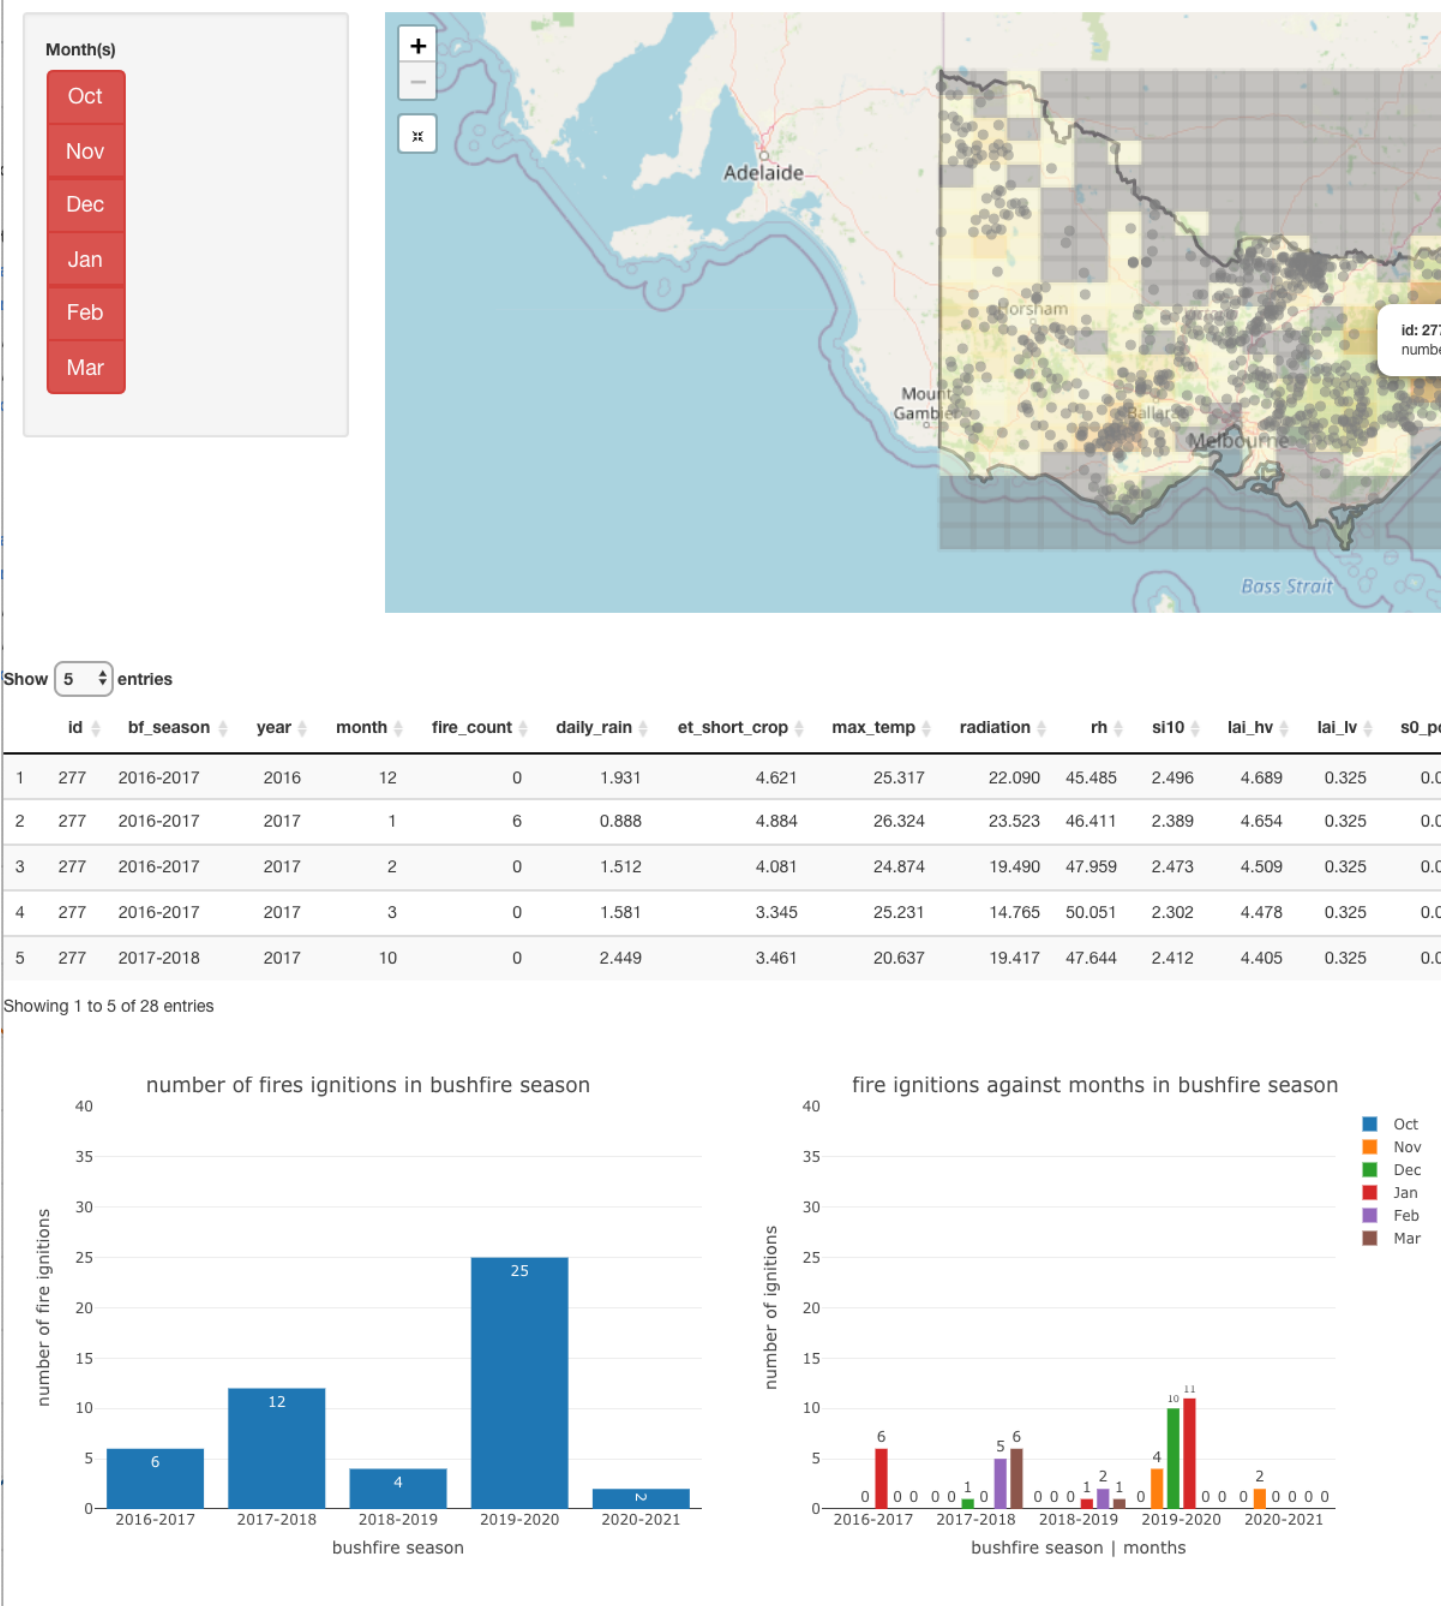 Month(s)
Oct
Nov
Dec
Jan
Feb
Mar
+
−
Adelaide
Horsham
Mount
Gambier
Ballarat
Melbourne
Bass Strait
id: 277
Show 5 entries
id bf_season year month fire_count daily_rain et_short_crop max_temp radiation rh si10 lai_hv lai_lv
1 277 2016-2017 2016 12 0 1.931 4.621 25.317 22.090 45.485 2.496 4.689 0.325 0.0
2 277 2016-2017 2017 1 6 0.888 4.884 26.324 23.523 46.411 2.389 4.654 0.325 0.0
3 277 2016-2017 2017 2 0 1.512 4.081 24.874 19.490 47.959 2.473 4.509 0.325 0.0
4 277 2016-2017 2017 3 0 1.581 3.345 25.231 14.765 50.051 2.302 4.478 0.325 0.0
5 277 2017-2018 2017 10 0 2.449 3.461 20.637 19.417 47.644 2.412 4.405 0.325 0.0
Showing 1 to 5 of 28 entries
number of fires ignitions in bushfire season
number of fire ignitions
40
35
30
25
20
15
10
5
0
6
12
4
25
2
2016-2017 2017-2018 2018-2019 2019-2020 2020-2021
bushfire season
fire ignitions against months in bushfire season
number of ignitions
40
35
30
25
20
15
10
5
0
0 6 0 0
0 0 1 0 5 6
0 0 0 1 2 1
0 4 10 11 0 0
0 2 0 0 0 0
2016-2017 2017-2018 2018-2019 2019-2020 2020-2021
bushfire season | months
Oct
Nov
Dec
Jan
Feb
Mar